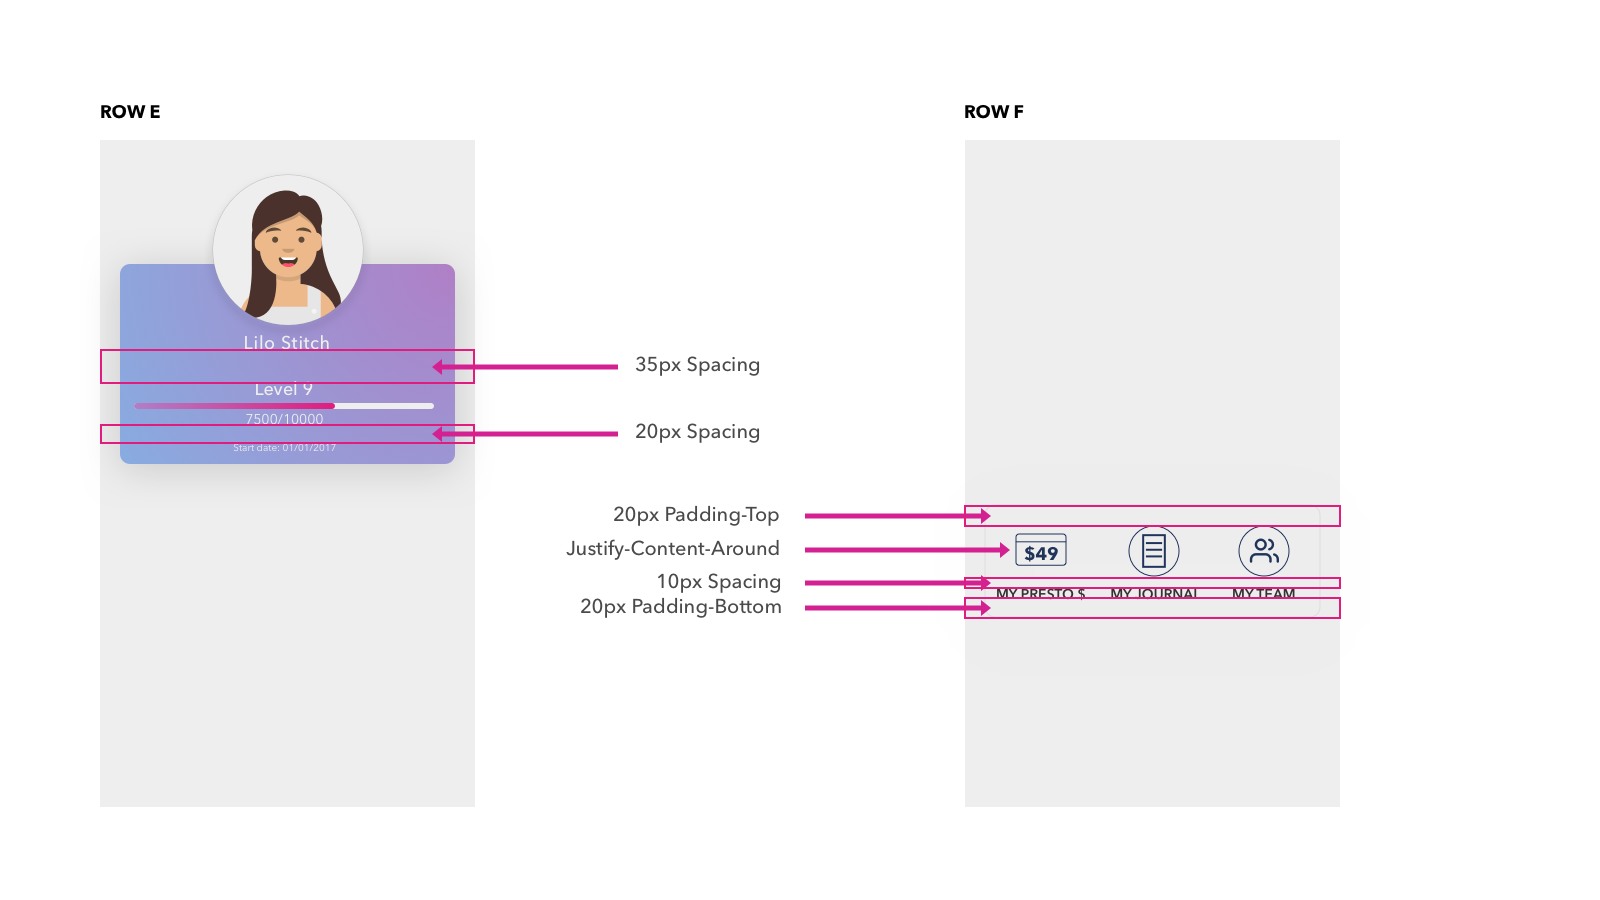 ROW E
Lilo Stitch
Level 9
7500/10000
Start date: 01/01/2017
35px Spacing
20px Spacing
ROW F
20px Padding-Top
Justify-Content-Around
10px Spacing
20px Padding-Bottom
$49
MY PRESTO $ MY JOURNAL MY TEAM